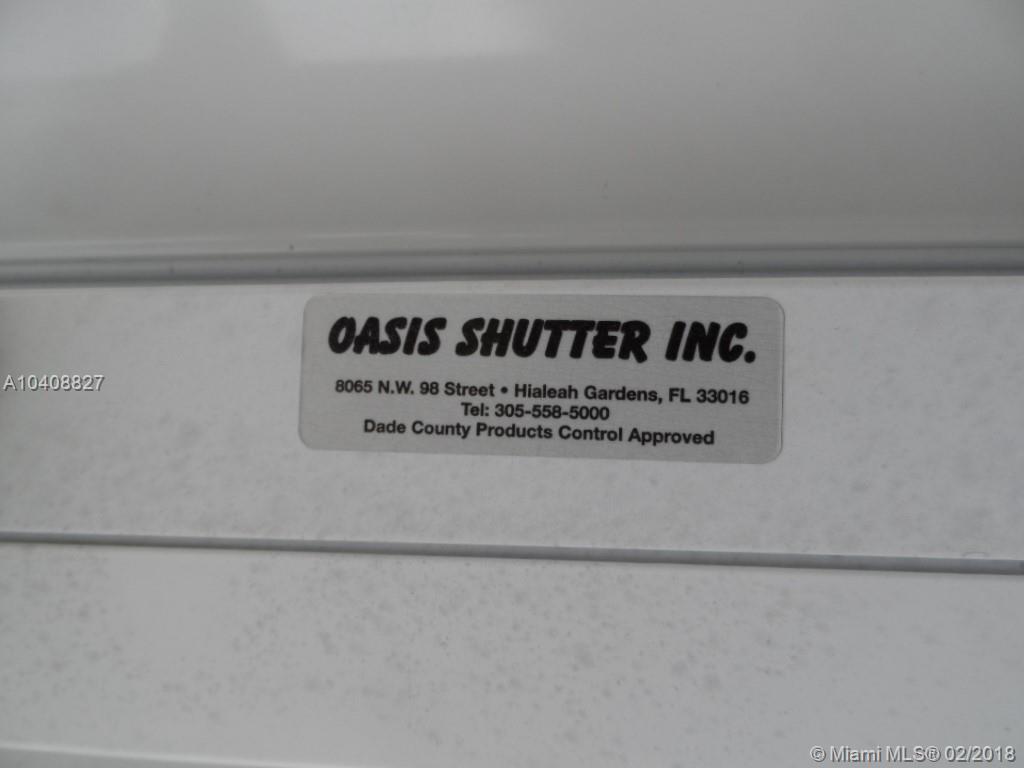 OASIS SHUTTER INC.
8065 N.W. 98 Street • Hialeah Gardens, FL 33016
Tel: 305-558-5000
Dade County Products Control Approved
A10408827
© Miami MLS® 02/2018